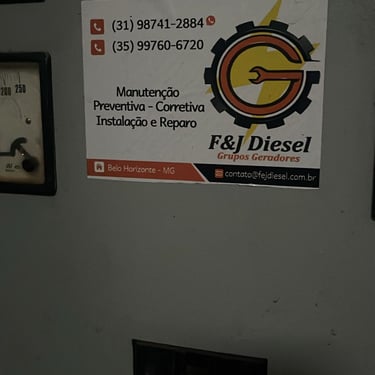 (31) 98741-2884
(35) 99760-6720
Manutenção
Preventiva - Corretiva
Instalação e Reparo
F&J Diesel
Grupos Geradores
Belo Horizonte - MG
contato@fejdiesel.com.br
200 250